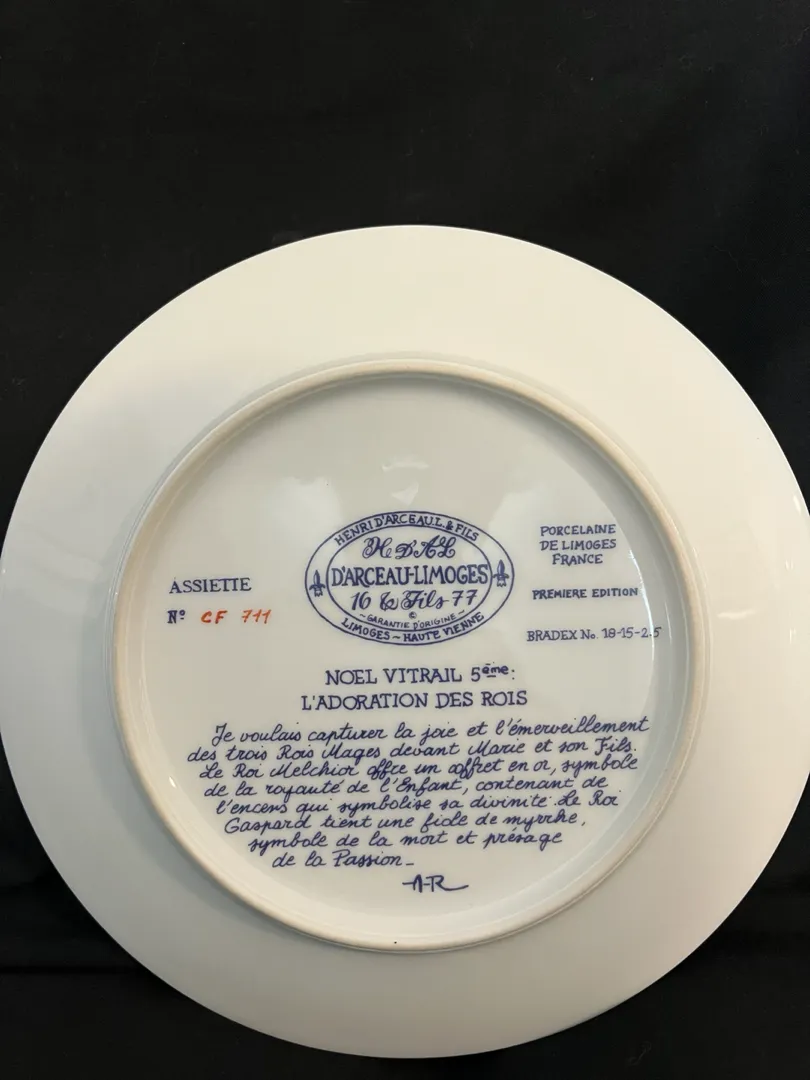 HENRI D'ARCEAU L. & FILS
H D'AL
D'ARCEAU-LIMOGES
16 & Fils 77
©
~GARANTIE D'ORIGINE~
LIMOGES ~ HAUTE VIENNE
ASSIETTE
Nº CF 711
PORCELAINE
DE LIMOGES
FRANCE
PREMIERE EDITION
BRADEX No. 18-15-2.5
NOEL VITRAIL 5ème:
L'ADORATION DES ROIS
Je voulais capturer la joie et l'émerveillement
des trois Rois Mages devant Marie et son Fils.
Le Roi Melchior offre un coffret en or, symbole
de la royauté de l'Enfant, contenant de
l'encens qui symbolise sa divinité. Le Roi
Gaspard tient une fiole de myrrhe,
symbole de la mort et présage
de la Passion_
A-R